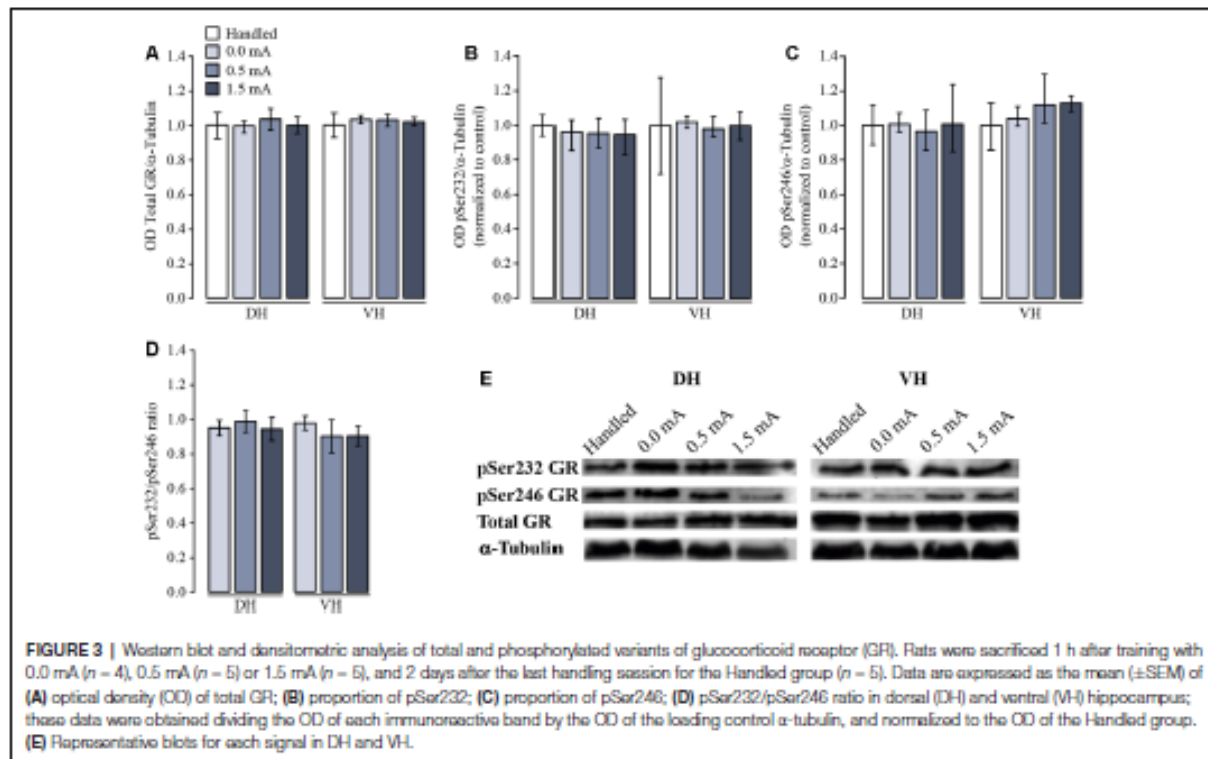 Handled
0.0 mA
0.5 mA
1.5 mA
A
OD Total GR/α-Tubulin
1.4
1.2
1.0
0.8
0.6
0.4
0.2
0.0
DH
VH
B
OD pSer232/α-Tubulin
(normalized to control)
1.4
1.2
1.0
0.8
0.6
0.4
0.2
0.0
DH
VH
C
OD pSer246/α-Tubulin
(normalized to control)
1.4
1.2
1.0
0.8
0.6
0.4
0.2
0.0
DH
VH
D
pSer232/pSer246 ratio
1.4
1.2
1.0
0.8
0.6
0.4
0.2
0.0
DH
VH
E
DH
VH
Handled
0.0 mA
0.5 mA
1.5 mA
Handled
0.0 mA
0.5 mA
1.5 mA
pSer232 GR
pSer246 GR
Total GR
α-Tubulin
FIGURE 3 | Western blot and densitometric analysis of total and phosphorylated variants of glucocorticoid receptor (GR). Rats were sacrificed 1 h after training with
0.0 mA (n = 4), 0.5 mA (n = 5) or 1.5 mA (n = 5), and 2 days after the last handling session for the Handled group (n = 5). Data are expressed as the mean (±SEM) of
(A) optical density (OD) of total GR; (B) proportion of pSer232; (C) proportion of pSer246; (D) pSer232/pSer246 ratio in dorsal (DH) and ventral (VH) hippocampus;
these data were obtained dividing the OD of each immunoreactive band by the OD of the loading control α-tubulin, and normalized to the OD of the Handled group.
(E) Representative blots for each signal in DH and VH.